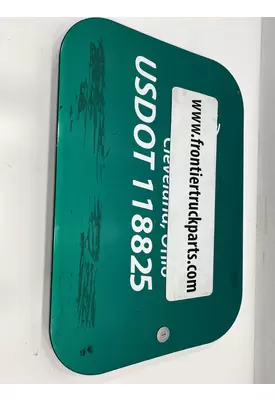 www.frontiertruckparts.com
Cleveland, Ohio
USDOT 118825